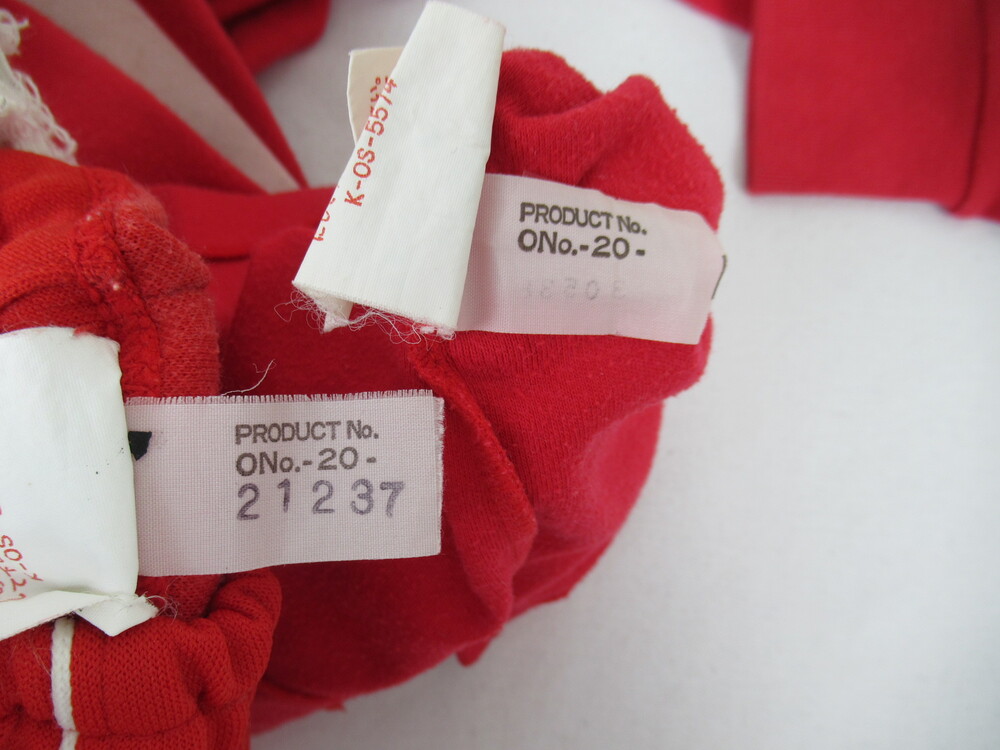 K-OS-5574
PRODUCT No.
ONo.-20-
PRODUCT No.
ONo.-20-
21237